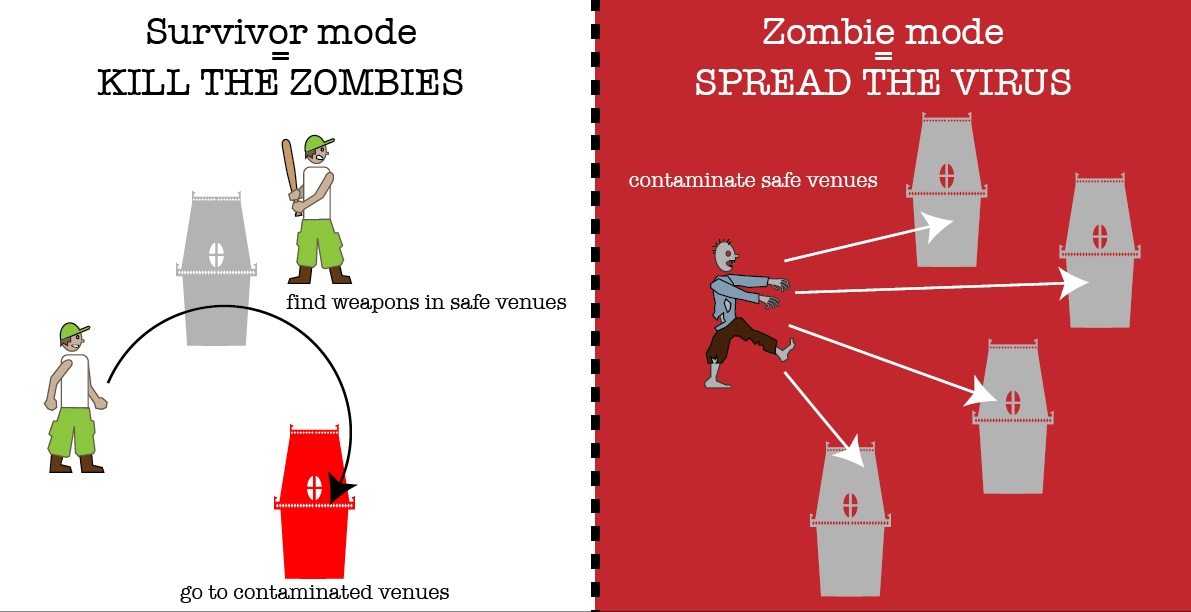 Survivor mode
=
KILL THE ZOMBIES
find weapons in safe venues
go to contaminated venues
Zombie mode
=
SPREAD THE VIRUS
contaminate safe venues